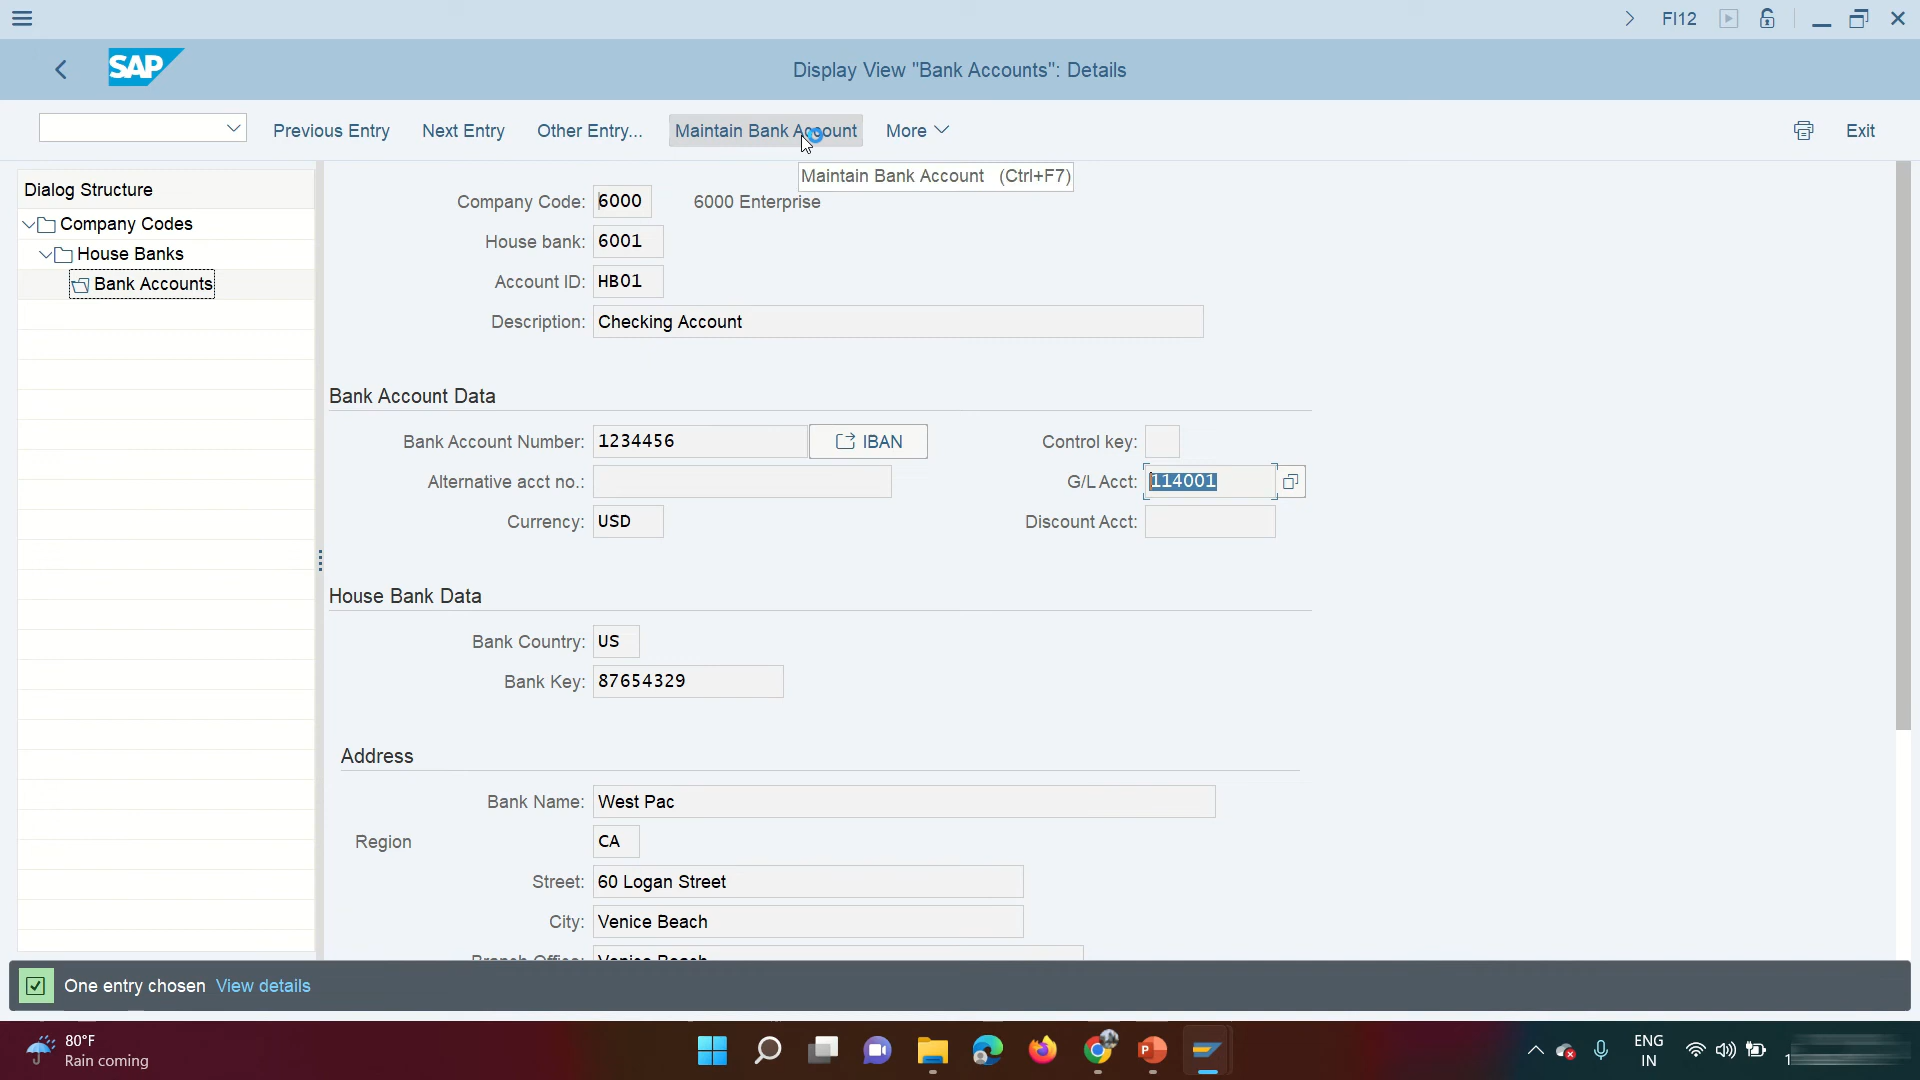 FI12
SAP
Display View "Bank Accounts": Details
Previous Entry
Next Entry
Other Entry...
Maintain Bank Account
More
Exit
Maintain Bank Account (Ctrl+F7)
Dialog Structure
Company Codes
House Banks
Bank Accounts
Company Code: 6000 6000 Enterprise
House bank: 6001
Account ID: HB01
Description: Checking Account
Bank Account Data
Bank Account Number: 1234456 IBAN Control key:
Alternative acct no.: G/L Acct: 114001
Currency: USD Discount Acct:
House Bank Data
Bank Country: US
Bank Key: 87654329
Address
Bank Name: West Pac
Region CA
Street: 60 Logan Street
City: Venice Beach
Branch Office: Venice Beach
One entry chosen View details
80°F
Rain coming
ENG
IN